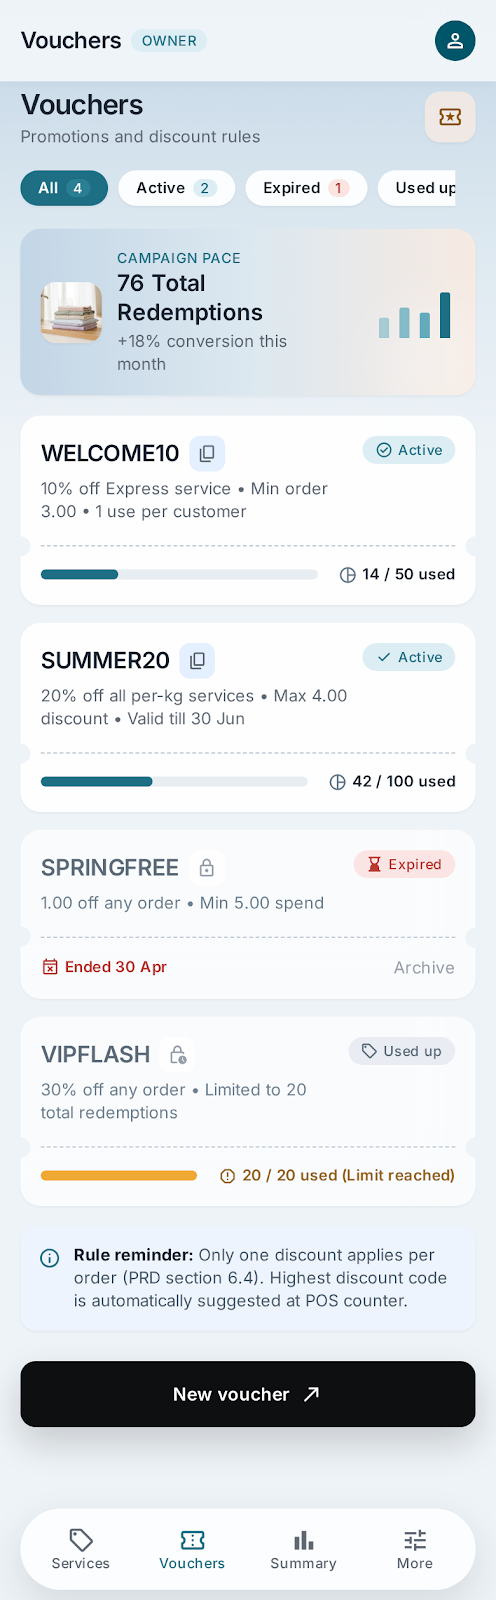 Vouchers OWNER
Vouchers
Promotions and discount rules
All 4 Active 2 Expired 1 Used up
CAMPAIGN PACE
76 Total
Redemptions
+18% conversion this
month
WELCOME10 Active
10% off Express service • Min order
3.00 • 1 use per customer
14 / 50 used
SUMMER20 Active
20% off all per-kg services • Max 4.00
discount • Valid till 30 Jun
42 / 100 used
SPRINGFREE Expired
1.00 off any order • Min 5.00 spend
Ended 30 Apr Archive
VIPFLASH Used up
30% off any order • Limited to 20
total redemptions
20 / 20 used (Limit reached)
Rule reminder: Only one discount applies per
order (PRD section 6.4). Highest discount code
is automatically suggested at POS counter.
New voucher
Services Vouchers Summary More